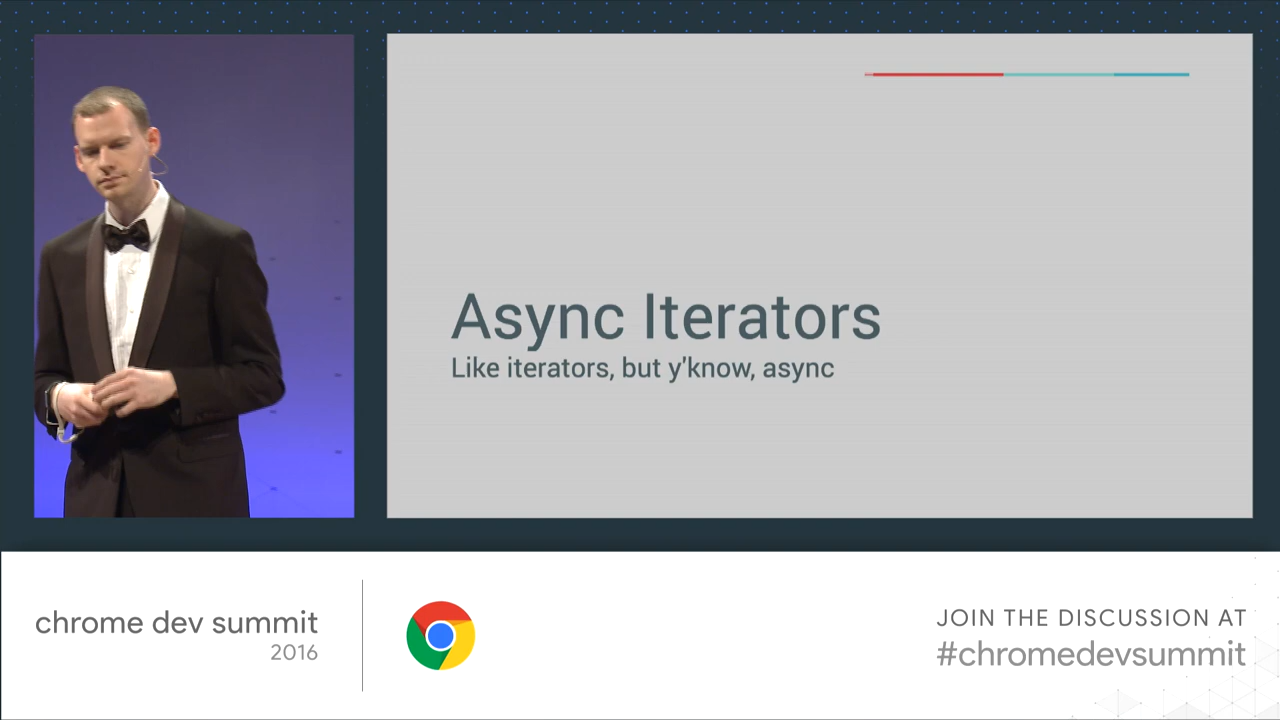 Async Iterators
Like iterators, but y'know, async
chrome dev summit
2016
JOIN THE DISCUSSION AT
#chromedevsummit